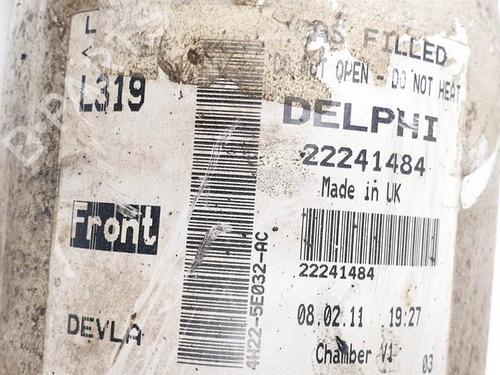 L
GAS FILLED
DO NOT OPEN - DO NOT HEAT
L319
DELPHI
22241484
Made in UK
Front
22241484
4H22-5E032-AC
08.02.11 19:27
DEVLA
Chamber V1
03
B-Parts